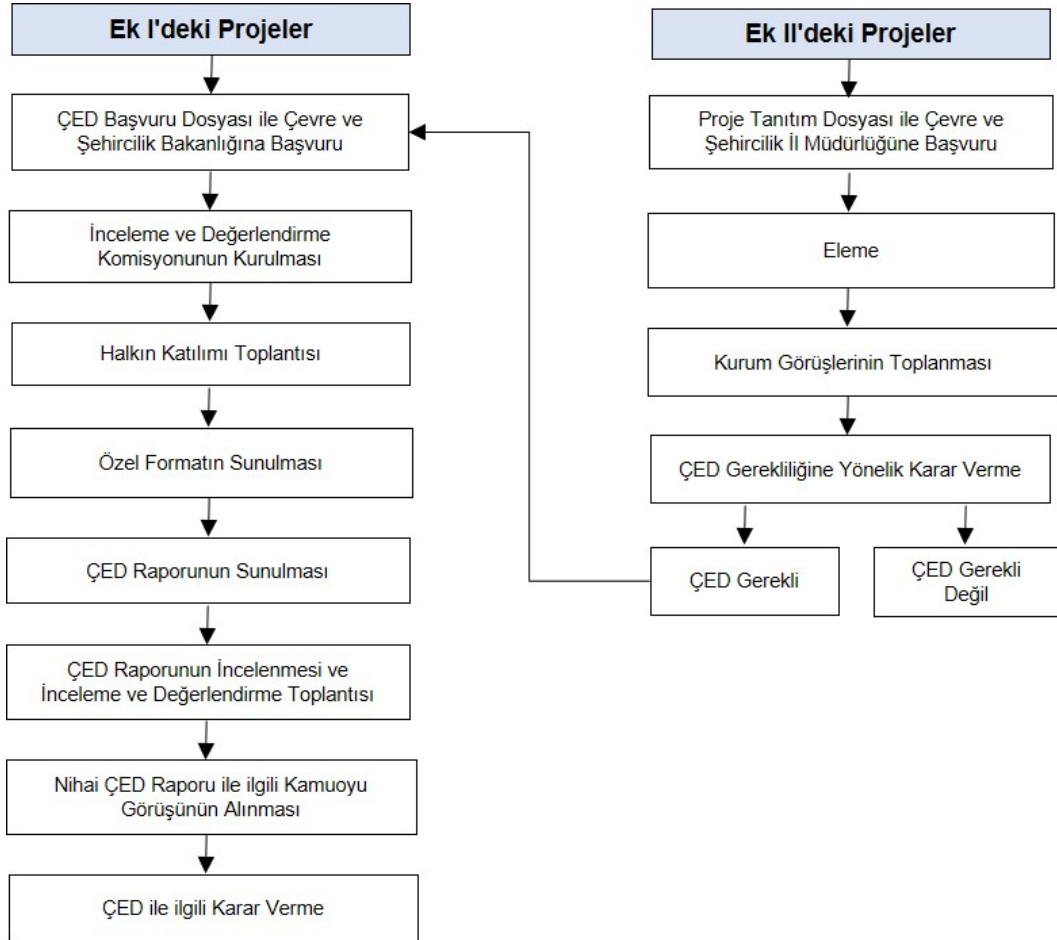 Ek I'deki Projeler
ÇED Başvuru Dosyası ile Çevre ve
Şehircilik Bakanlığına Başvuru
İnceleme ve Değerlendirme
Komisyonunun Kurulması
Halkın Katılımı Toplantısı
Özel Formatın Sunulması
ÇED Raporunun Sunulması
ÇED Raporunun İncelenmesi ve
İnceleme ve Değerlendirme Toplantısı
Nihai ÇED Raporu ile ilgili Kamuoyu
Görüşünün Alınması
ÇED ile ilgili Karar Verme
Ek II'deki Projeler
Proje Tanıtım Dosyası ile Çevre ve
Şehircilik İl Müdürlüğüne Başvuru
Eleme
Kurum Görüşlerinin Toplanması
ÇED Gerekliliğine Yönelik Karar Verme
ÇED Gerekli
ÇED Gerekli
Değil